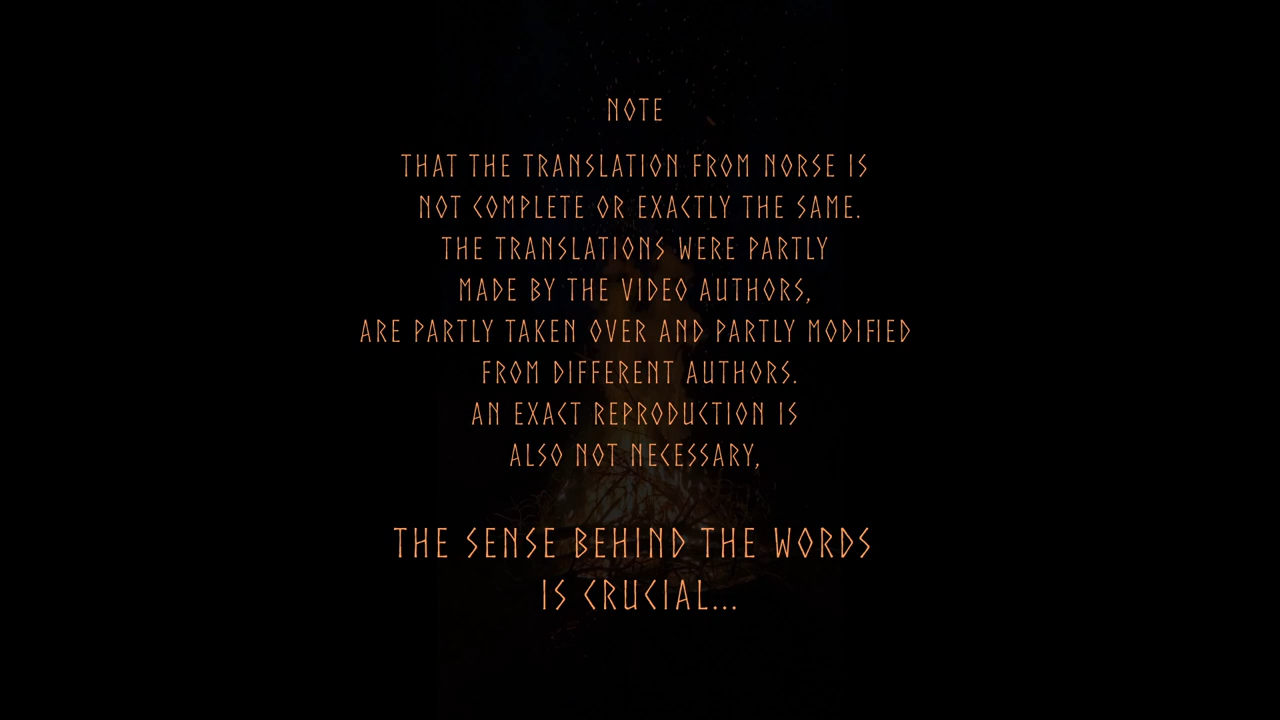 NOTE
THAT THE TRANSLATION FROM NORSE IS
NOT COMPLETE OR EXACTLY THE SAME.
THE TRANSLATIONS WERE PARTLY
MADE BY THE VIDEO AUTHORS,
ARE PARTLY TAKEN OVER AND PARTLY MODIFIED
FROM DIFFERENT AUTHORS.
AN EXACT REPRODUCTION IS
ALSO NOT NECESSARY,
THE SENSE BEHIND THE WORDS
IS CRUCIAL...